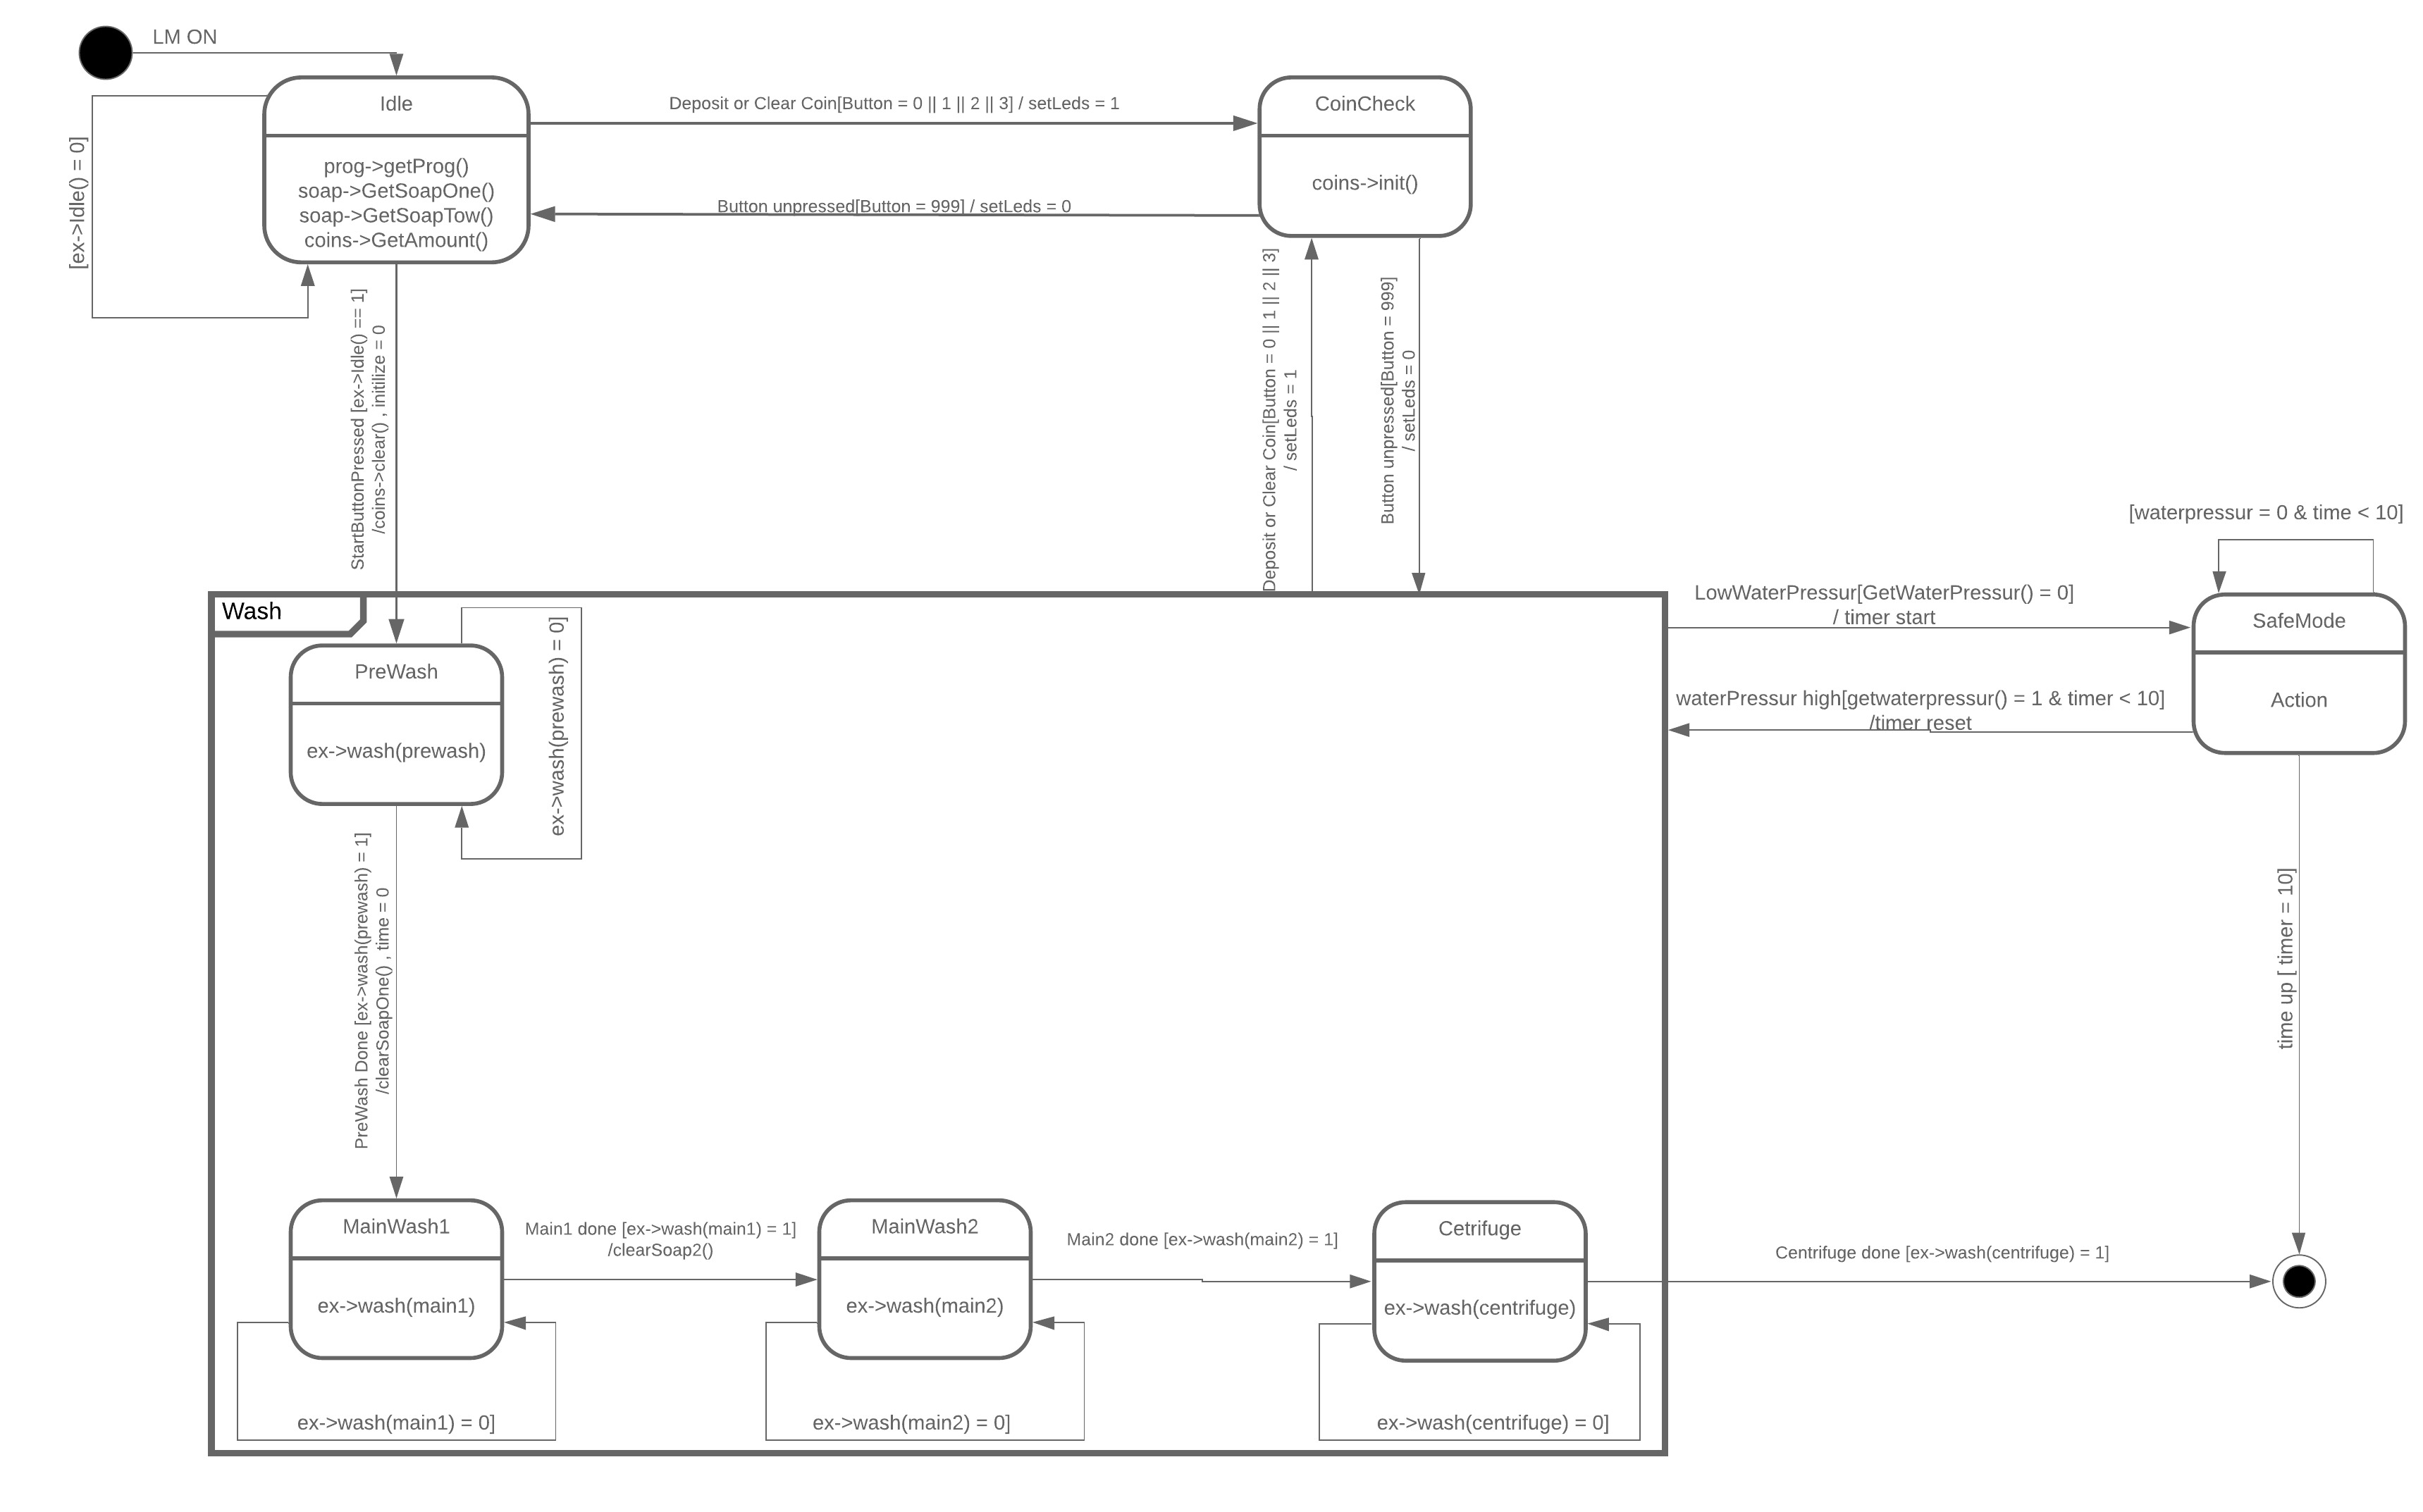 LM ON
Idle
prog->getProg()
soap->GetSoapOne()
soap->GetSoapTow()
coins->GetAmount()
[ex->Idle() = 0]
Deposit or Clear Coin[Button = 0 || 1 || 2 || 3] / setLeds = 1
Button unpressed[Button = 999] / setLeds = 0
CoinCheck
coins->init()
StartButtonPressed [ex->Idle() == 1]
/coins->clear() , initilize = 0
Deposit or Clear Coin[Button = 0 || 1 || 2 || 3]
/ setLeds = 1
Button unpressed[Button = 999]
/ setLeds = 0
[waterpressur = 0 & time < 10]
Wash
LowWaterPressur[GetWaterPressur() = 0]
/ timer start
SafeMode
Action
waterPressur high[getwaterpressur() = 1 & timer < 10]
/timer reset
PreWash
ex->wash(prewash)
ex->wash(prewash) = 0]
PreWash Done [ex->wash(prewash) = 1]
/clearSoapOne() , time = 0
time up [ timer = 10]
MainWash1
ex->wash(main1)
Main1 done [ex->wash(main1) = 1]
/clearSoap2()
MainWash2
ex->wash(main2)
Main2 done [ex->wash(main2) = 1]
Cetrifuge
ex->wash(centrifuge)
Centrifuge done [ex->wash(centrifuge) = 1]
ex->wash(main1) = 0]
ex->wash(main2) = 0]
ex->wash(centrifuge) = 0]